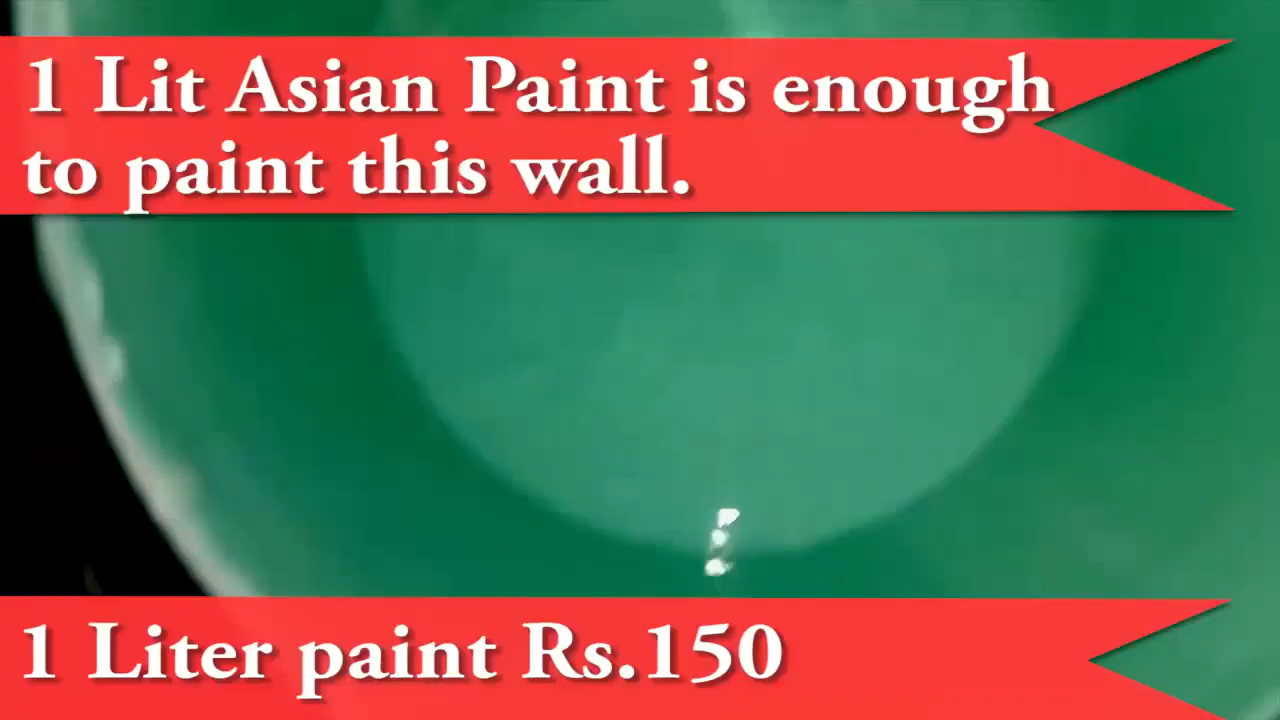 1 Lit Asian Paint is enough
to paint this wall.
1 Liter paint Rs.150